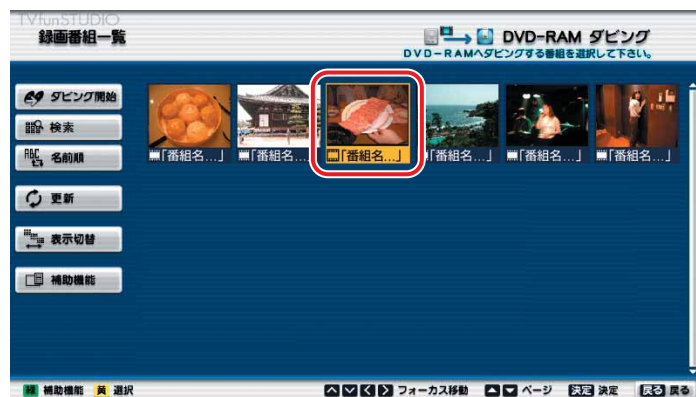 TVfunSTUDIO
録画番組一覧
DVD-RAM ダビング
DVD-RAMへダビングする番組を選択して下さい。
ダビング開始
検索
ABC 名前順
更新
表示切替
補助機能
「番組名...」
「番組名...」
「番組名...」
「番組名...」
「番組名...」
「番組名...」
緑 補助機能 黄 選択
フォーカス移動 ページ 決定 決定 戻る 戻る